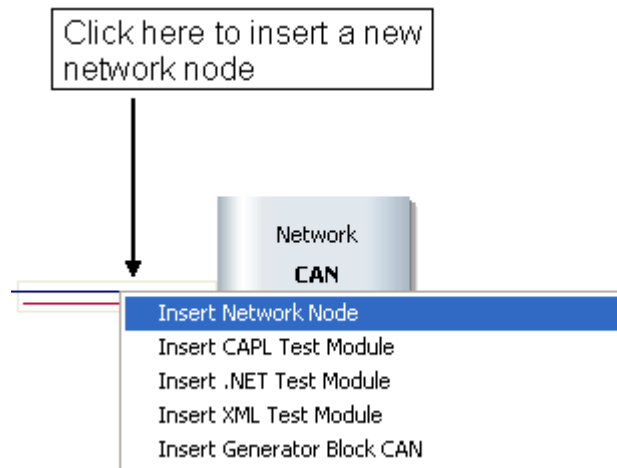 Click here to insert a new
network node
Network
CAN
Insert Network Node
Insert CAPL Test Module
Insert .NET Test Module
Insert XML Test Module
Insert Generator Block CAN